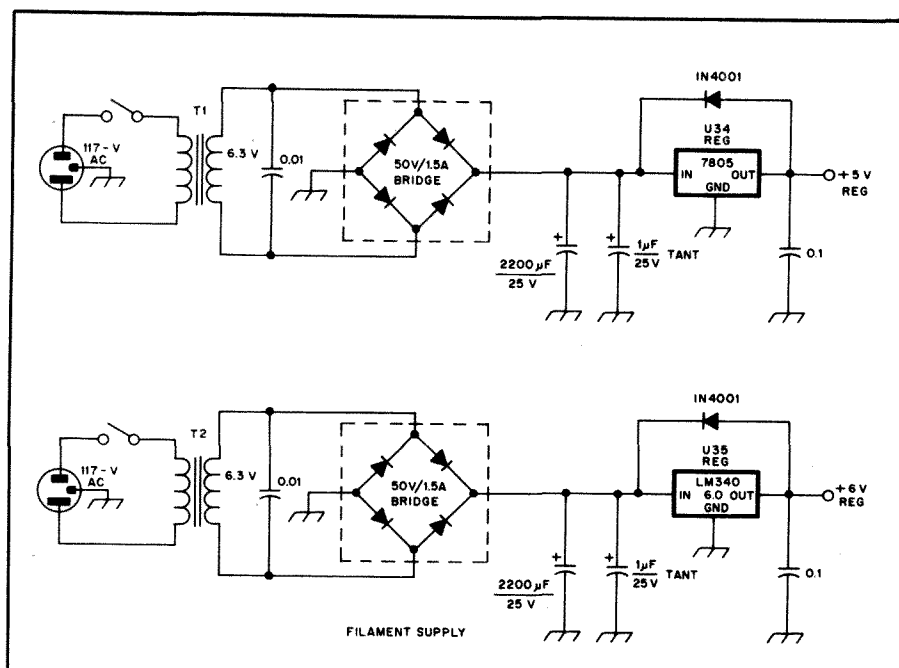 IN4001
T1
U34
REG
117-V
AC
6.3 V
0.01
50V/1.5A
BRIDGE
7805
IN OUT
GND
+5V
REG
+
2200µF
25 V
+
1µF
25V
TANT
0.1
IN4001
T2
U35
REG
117-V
AC
6.3 V
0.01
50V/1.5A
BRIDGE
LM340
IN 6.0 OUT
GND
+6V
REG
+
2200µF
25 V
+
1µF
25V
TANT
0.1
FILAMENT SUPPLY